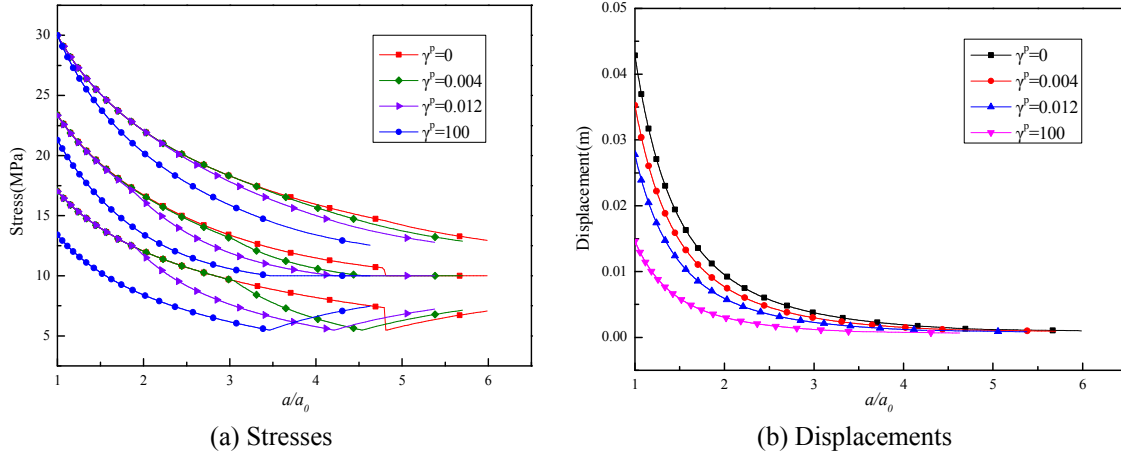 30
25
20
15
10
5
Stress(MPa)
1 2 3 4 5 6
a/a0
γp=0
γp=0.004
γp=0.012
γp=100
(a) Stresses
0.05
0.04
0.03
0.02
0.01
0.00
Displacement(m)
1 2 3 4 5 6
a/a0
γp=0
γp=0.004
γp=0.012
γp=100
(b) Displacements